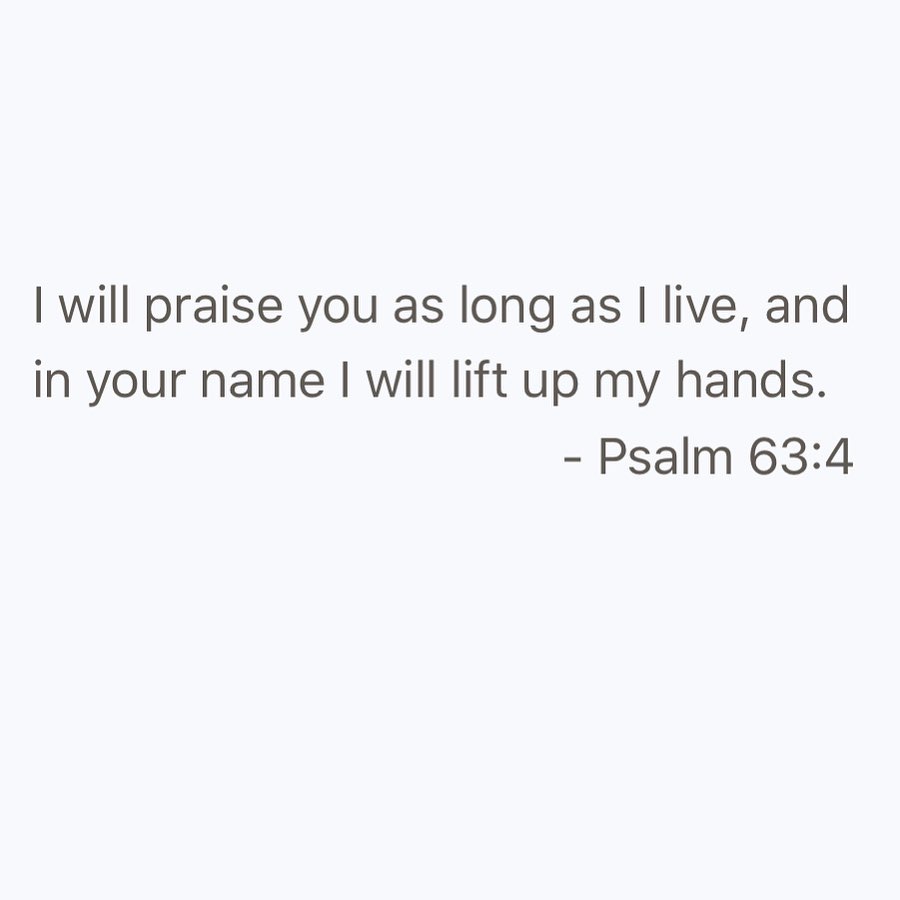 I will praise you as long as I live, and
in your name I will lift up my hands.
- Psalm 63:4